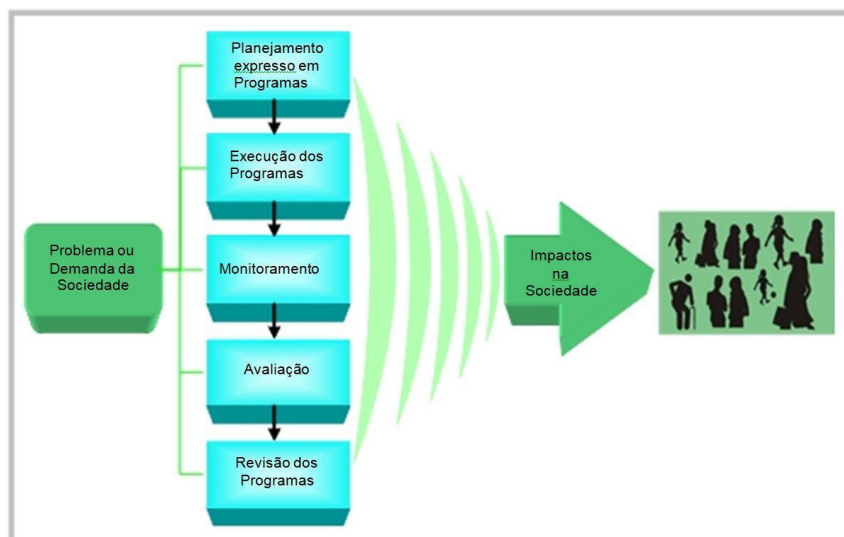 Planejamento
expresso em
Programas
Execução dos
Programas
Problema ou
Demanda da
Sociedade
Monitoramento
Impactos
na
Sociedade
Avaliação
Revisão dos
Programas